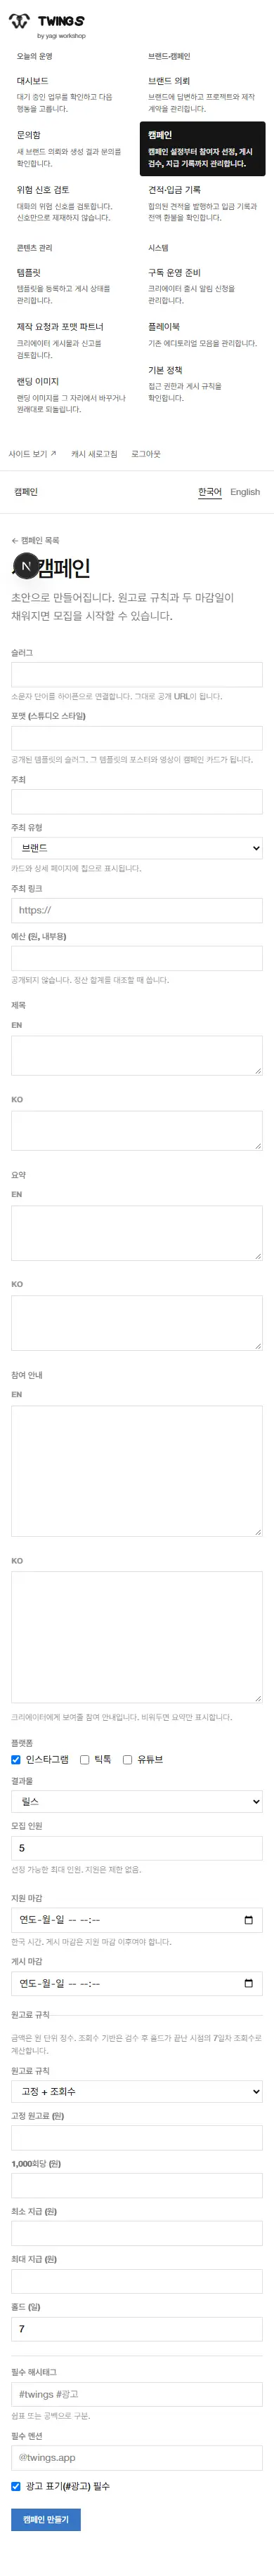 TWINGS
by yagi workshop
오늘의 운영
대시보드
대기 중인 업무를 확인하고 다음
행동을 고릅니다.
문의함
새 브랜드 의뢰와 생성 결과 문의를
확인합니다.
위험 신호 검토
대화의 위험 신호를 검토합니다.
신호만으로 제재하지 않습니다.
브랜드·캠페인
브랜드 의뢰
브랜드에 답변하고 프로젝트와 제작
계약을 관리합니다.
캠페인
캠페인 설정부터 참여자 선정, 게시
검수, 지급 기록까지 관리합니다.
견적·입금 기록
합의된 견적을 발행하고 입금 기록과
전액 환불을 확인합니다.
콘텐츠 관리
템플릿
템플릿을 등록하고 게시 상태를
관리합니다.
제작 요청과 포맷 파트너
크리에이터 게시물과 신고를
검토합니다.
랜딩 이미지
랜딩 이미지를 그 자리에서 바꾸거나
원래대로 되돌립니다.
시스템
구독 운영 준비
크리에이터 출시 알림 신청을
관리합니다.
플레이북
기존 에디토리얼 모음을 관리합니다.
기본 정책
접근 권한과 게시 규칙을
확인합니다.
사이트 보기 ↗ 캐시 새로고침 로그아웃
캠페인 한국어 English
← 캠페인 목록
캠페인
초안으로 만들어집니다. 원고료 규칙과 두 마감일이
채워지면 모집을 시작할 수 있습니다.
슬러그
소문자 단어를 하이픈으로 연결합니다. 그대로 공개 URL이 됩니다.
포맷 (스튜디오 스타일)
공개된 템플릿의 슬러그. 그 템플릿의 포스터와 영상이 캠페인 카드가 됩니다.
주최
주최 유형
브랜드
카드와 상세 페이지에 칩으로 표시됩니다.
주최 링크
https://
예산 (원, 내부용)
공개되지 않습니다. 정산 합계를 대조할 때 씁니다.
제목
EN
KO
요약
EN
KO
참여 안내
EN
KO
크리에이터에게 보여줄 참여 안내입니다. 비워두면 요약만 표시합니다.
플랫폼
인스타그램 틱톡 유튜브
결과물
릴스
모집 인원
5
선정 가능한 최대 인원. 지원은 제한 없음.
지원 마감
연도-월-일 -- --:--
한국 시간. 게시 마감은 지원 마감 이후여야 합니다.
게시 마감
연도-월-일 -- --:--
원고료 규칙
금액은 원 단위 정수. 조회수 기반은 검수 후 홀드가 끝난 시점의 7일차 조회수로
계산합니다.
원고료 규칙
고정 + 조회수
고정 원고료 (원)
1,000회당 (원)
최소 지급 (원)
최대 지급 (원)
홀드 (일)
7
필수 해시태그
#twings #광고
쉼표 또는 공백으로 구분.
필수 멘션
@twings.app
광고 표기(#광고) 필수
캠페인 만들기